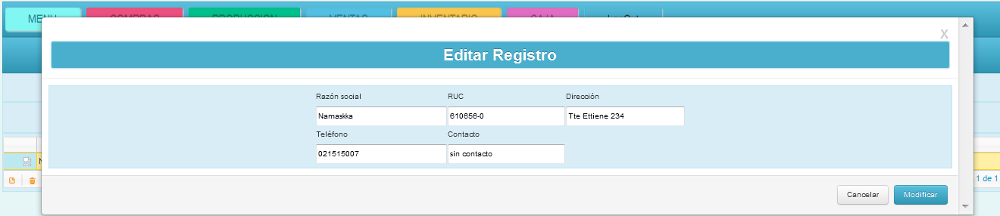 MENU COMPRAS PRODUCCION VENTAS INVENTARIO CAJA
X
Editar Registro
Razón social RUC Dirección
Namaskka 610656-0 Tte Ettiene 234
Teléfono Contacto
021515007 sin contacto
1 de 1
Cancelar Modificar